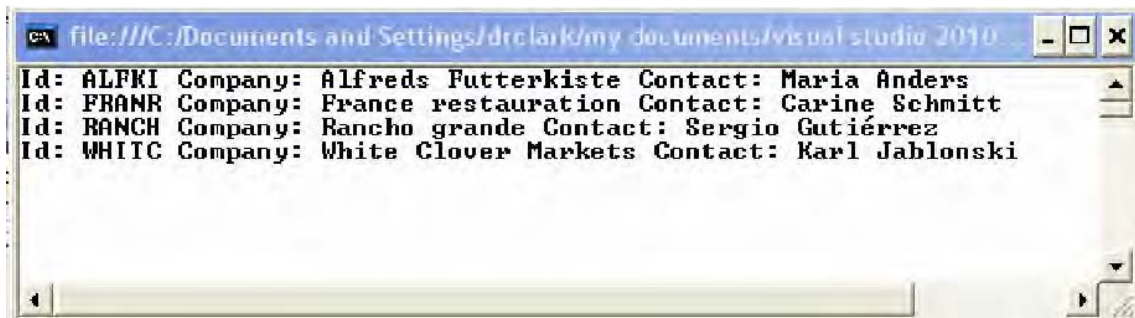 C:\ file:///C:/Documents and Settings/drclark/my documents/visual studio 2010...
Id: ALFKI Company: Alfreds Futterkiste Contact: Maria Anders
Id: FRANR Company: France restauration Contact: Carine Schmitt
Id: RANCH Company: Rancho grande Contact: Sergio Gutiérrez
Id: WHITC Company: White Clover Markets Contact: Karl Jablonski